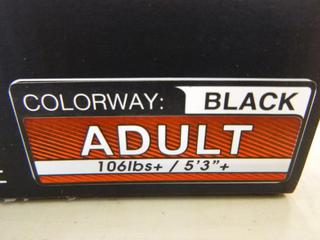 COLORWAY: BLACK
ADULT
106lbs+ / 5'3"+